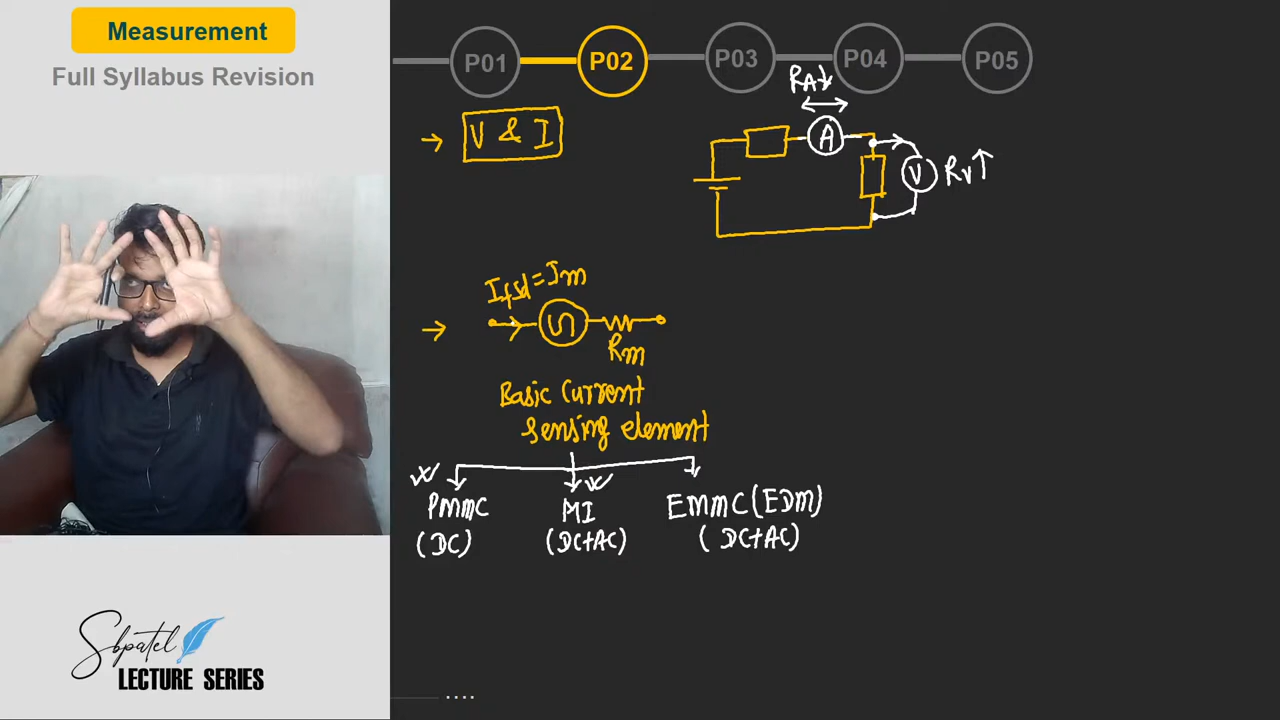 Measurement
Full Syllabus Revision
P01
P02
P03
P04
P05
→ V & I
RA↓
A
V
Rv↑
→ Ifsd = Im
Rm
Basic Current
Sensing element
PMMC
(DC)
MI
(DC+AC)
EMMC (EDM)
(DC+AC)
Sbpatel
LECTURE SERIES
....